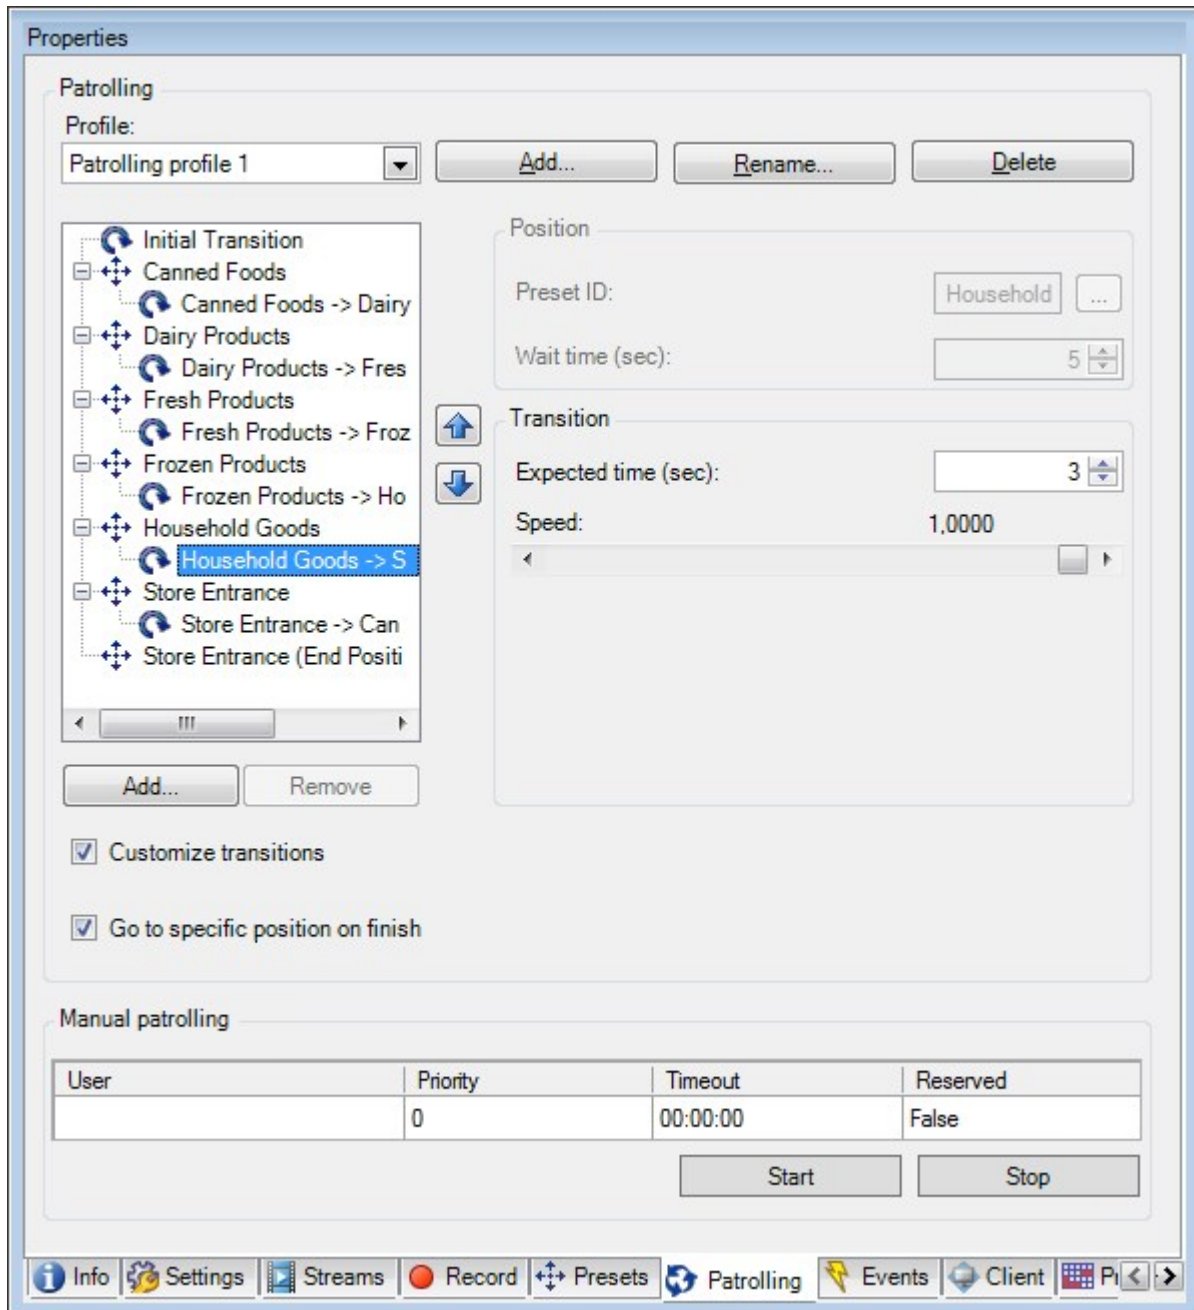 Properties
Patrolling
Profile:
Patrolling profile 1
Add...
Rename...
Delete
Initial Transition
Canned Foods
Canned Foods -> Dairy
Dairy Products
Dairy Products -> Fres
Fresh Products
Fresh Products -> Froz
Frozen Products
Frozen Products -> Ho
Household Goods
Household Goods -> S
Store Entrance
Store Entrance -> Can
Store Entrance (End Positi
Add...
Remove
Position
Preset ID:
Household
...
Wait time (sec):
5
Transition
Expected time (sec):
3
Speed:
1,0000
Customize transitions
Go to specific position on finish
Manual patrolling
User Priority Timeout Reserved
0 00:00:00 False
Start
Stop
Info Settings Streams Record Presets Patrolling Events Client